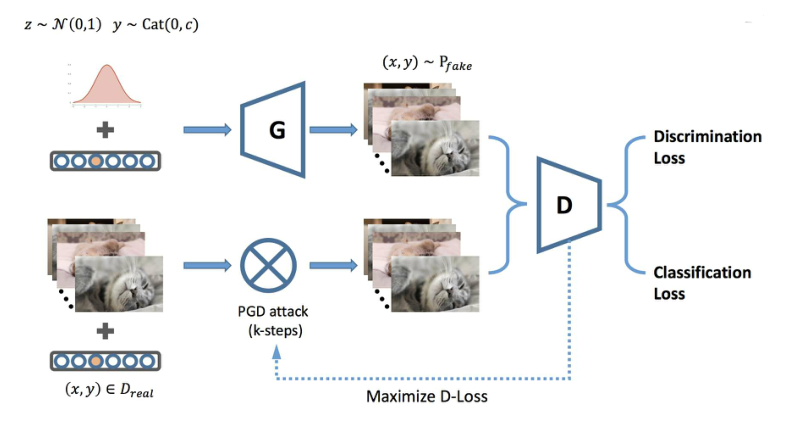 z ~ 𝒩(0,1) y ~ Cat(0, c)
(x, y) ~ P_fake
G
Discrimination
Loss
D
PGD attack
(k-steps)
Classification
Loss
(x, y) ∈ D_real
Maximize D-Loss